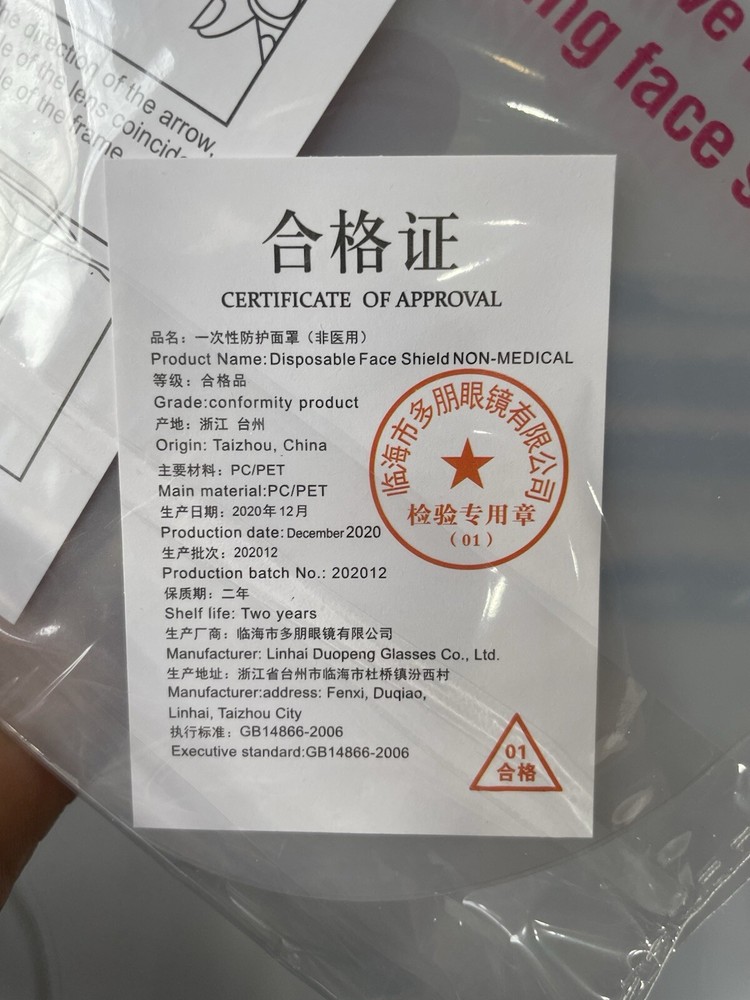 the direction of the arrow,
of the lens coincide
of the frame
ve
ing face s
合格证
CERTIFICATE OF APPROVAL
品名：一次性防护面罩（非医用）
Product Name:Disposable Face Shield NON-MEDICAL
等级：合格品
Grade:conformity product
产地：浙江 台州
Origin: Taizhou, China
主要材料：PC/PET
Main material:PC/PET
生产日期：2020年12月
Production date:December2020
生产批次：202012
Production batch No.: 202012
保质期：二年
Shelf life: Two years
生产厂商：临海市多朋眼镜有限公司
Manufacturer: Linhai Duopeng Glasses Co., Ltd.
生产地址：浙江省台州市临海市杜桥镇汾西村
Manufacturer:address: Fenxi, Duqiao,
Linhai, Taizhou City
执行标准：GB14866-2006
Executive standard:GB14866-2006
临海市多朋眼镜有限公司
检验专用章
（01）
01
合格